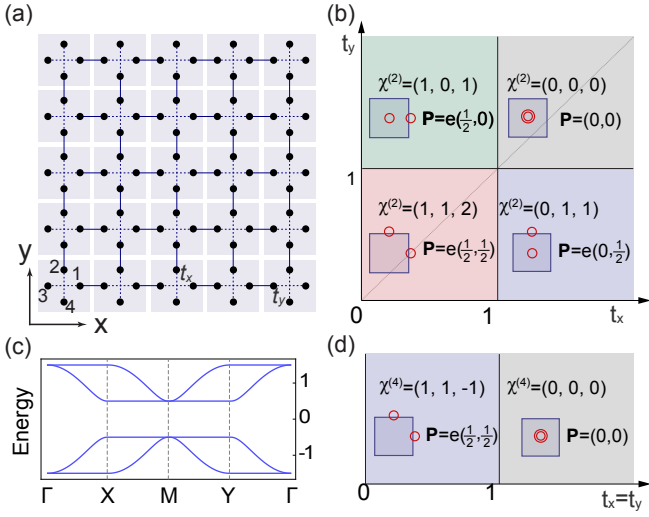 (a)
y
x
2
1
3
4
tₓ
t_y
(b)
t_y
χ⁽²⁾=(1, 0, 1)
P=e(½,0)
χ⁽²⁾=(0, 0, 0)
P=(0,0)
1
χ⁽²⁾=(1, 1, 2)
P=e(½,½)
χ⁽²⁾=(0, 1, 1)
P=e(0,½)
0
1
tₓ
(c)
Energy
1
0
-1
Γ X M Y Γ
(d)
χ⁽⁴⁾=(1, 1, -1)
P=e(½,½)
χ⁽⁴⁾=(0, 0, 0)
P=(0,0)
0
1
tₓ=t_y